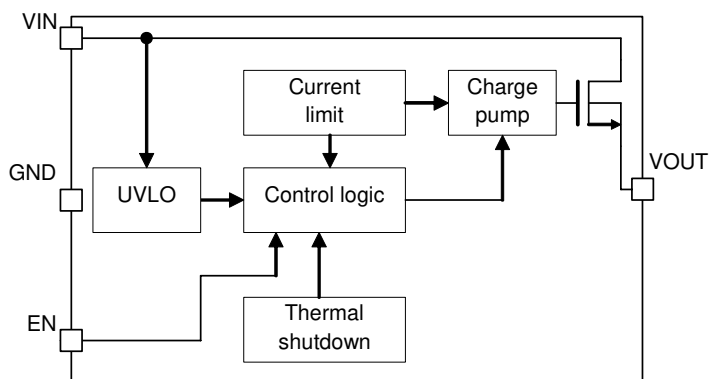 VIN
Current
limit
Charge
pump
GND
UVLO
Control logic
VOUT
EN
Thermal
shutdown